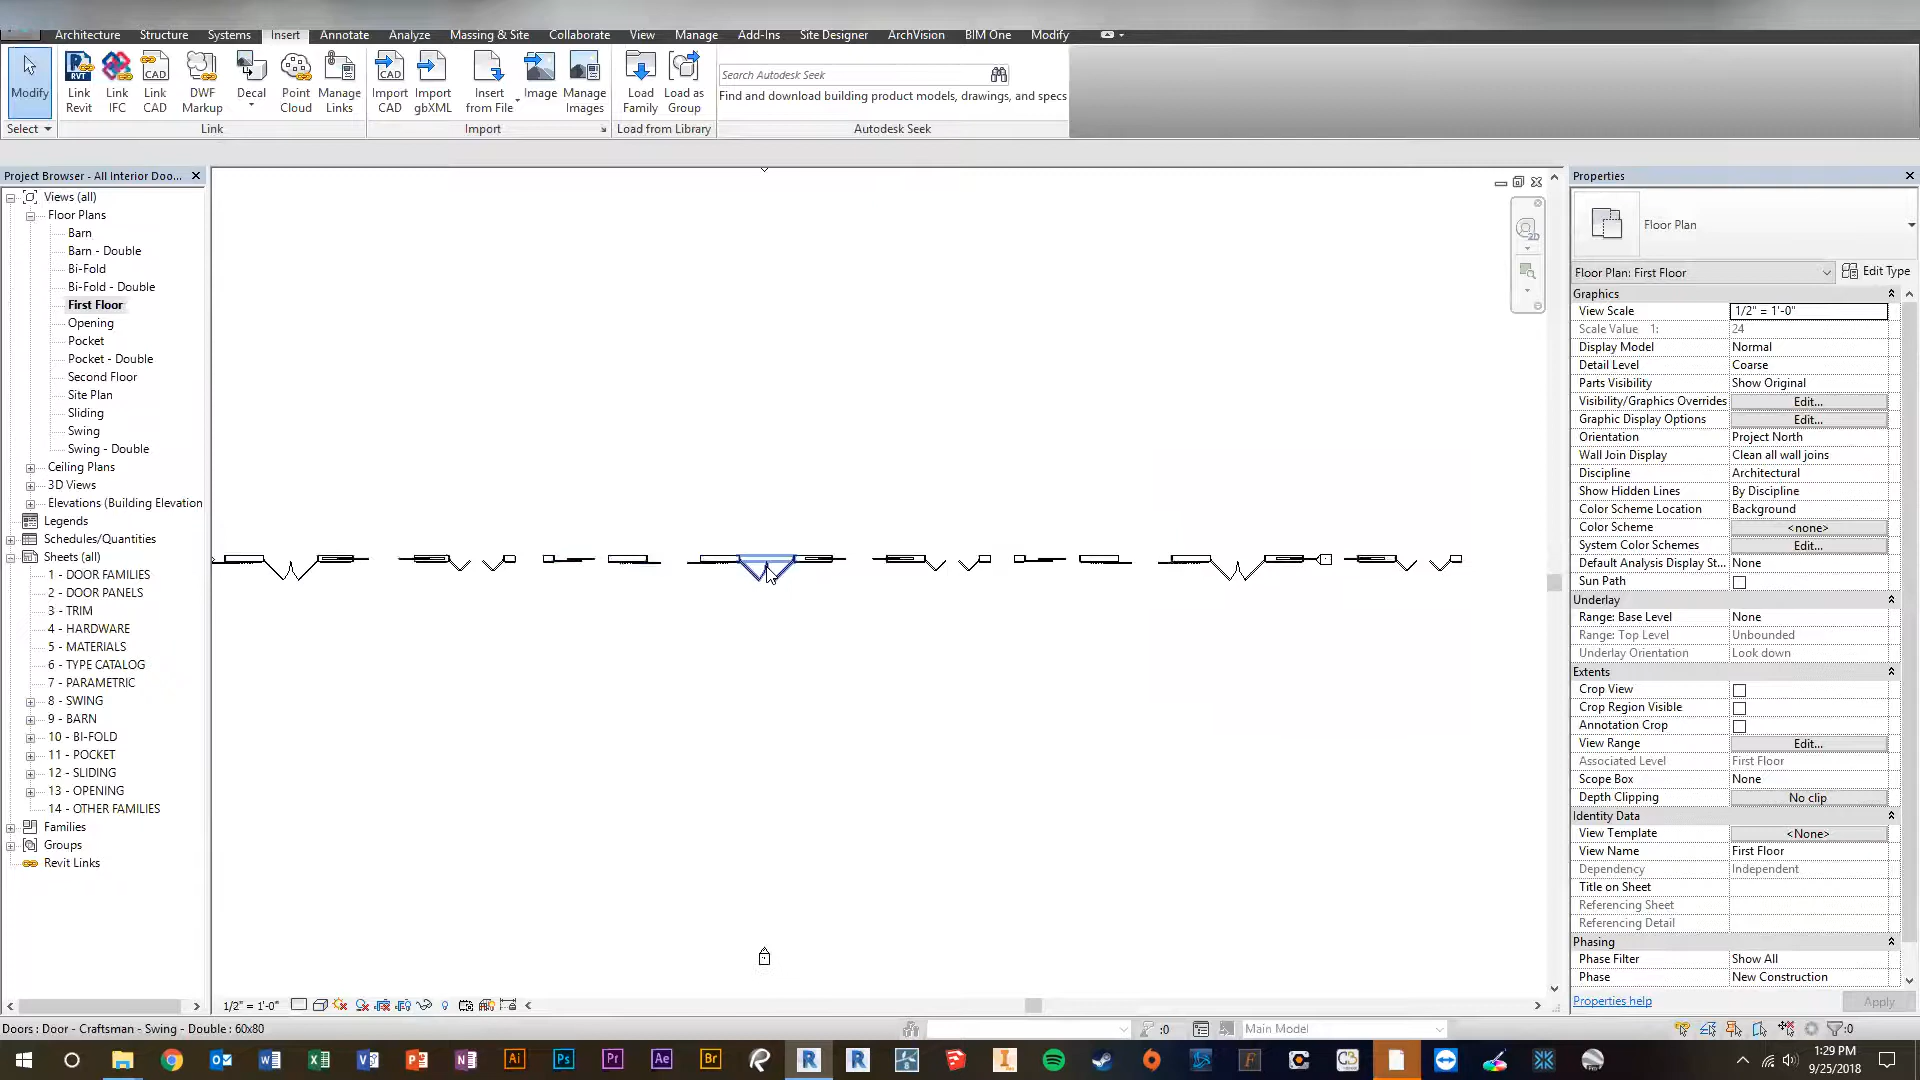 Architecture Structure Systems Insert Annotate Analyze Massing & Site Collaborate View Manage Add-Ins Site Designer ArchVision BIM One Modify
Modify
Link Revit
Link IFC
Link CAD
DWF Markup
Decal
Point Cloud
Manage Links
Import CAD
Import gbXML
Insert from File
Image
Manage Images
Load Family
Load as Group
Search Autodesk Seek
Find and download building product models, drawings, and specs
Select Link Import Load from Library Autodesk Seek
Project Browser - All Interior Doo...
Views (all)
Floor Plans
Barn
Barn - Double
Bi-Fold
Bi-Fold - Double
First Floor
Opening
Pocket
Pocket - Double
Second Floor
Site Plan
Sliding
Swing
Swing - Double
Ceiling Plans
3D Views
Elevations (Building Elevation
Legends
Schedules/Quantities
Sheets (all)
1 - DOOR FAMILIES
2 - DOOR PANELS
3 - TRIM
4 - HARDWARE
5 - MATERIALS
6 - TYPE CATALOG
7 - PARAMETRIC
8 - SWING
9 - BARN
10 - BI-FOLD
11 - POCKET
12 - SLIDING
13 - OPENING
14 - OTHER FAMILIES
Families
Groups
Revit Links
2D
Properties
Floor Plan
Floor Plan: First Floor Edit Type
Graphics
View Scale 1/2" = 1'-0"
Scale Value 1: 24
Display Model Normal
Detail Level Coarse
Parts Visibility Show Original
Visibility/Graphics Overrides Edit...
Graphic Display Options Edit...
Orientation Project North
Wall Join Display Clean all wall joins
Discipline Architectural
Show Hidden Lines By Discipline
Color Scheme Location Background
Color Scheme <none>
System Color Schemes Edit...
Default Analysis Display St... None
Sun Path
Underlay
Range: Base Level None
Range: Top Level Unbounded
Underlay Orientation Look down
Extents
Crop View
Crop Region Visible
Annotation Crop
View Range Edit...
Associated Level First Floor
Scope Box None
Depth Clipping No clip
Identity Data
View Template <None>
View Name First Floor
Dependency Independent
Title on Sheet
Referencing Sheet
Referencing Detail
Phasing
Phase Filter Show All
Phase New Construction
Properties help Apply
1/2" = 1'-0"
Doors : Door - Craftsman - Swing - Double : 60x80
:0
Main Model
:0
1:29 PM
9/25/2018